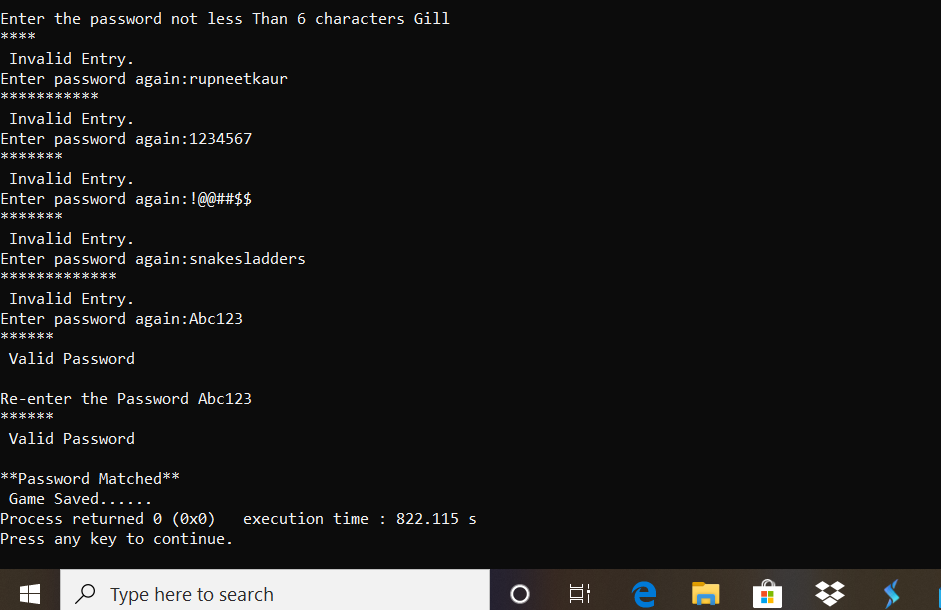 Enter the password not less Than 6 characters Gill
****
Invalid Entry.
Enter password again:rupneetkaur
***********
Invalid Entry.
Enter password again:1234567
*******
Invalid Entry.
Enter password again:!@@##$$
*******
Invalid Entry.
Enter password again:snakesladders
*************
Invalid Entry.
Enter password again:Abc123
******
Valid Password
Re-enter the Password Abc123
******
Valid Password
**Password Matched**
Game Saved......
Process returned 0 (0x0)   execution time : 822.115 s
Press any key to continue.
Type here to search